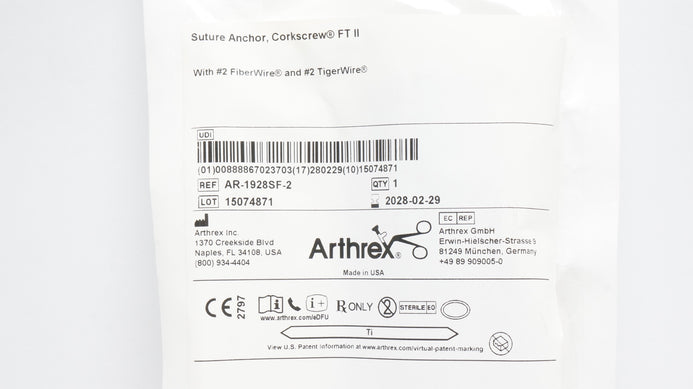 Suture Anchor, Corkscrew® FT II
With #2 FiberWire® and #2 TigerWire®
UDI
(01)00888867023703(17)280229(10)15074871
REF AR-1928SF-2 QTY 1
LOT 15074871 2028-02-29
Arthrex Inc.
1370 Creekside Blvd
Naples, FL 34108, USA
(800) 934-4404
Arthrex®
Made in USA
EC REP
Arthrex GmbH
Erwin-Hielscher-Strasse 9
81249 München, Germany
+49 89 909005-0
CE 2797
www.arthrex.com/eDFU
Rx ONLY
STERILE EO
Ti
View U.S. Patent information at www.arthrex.com/virtual-patent-marking